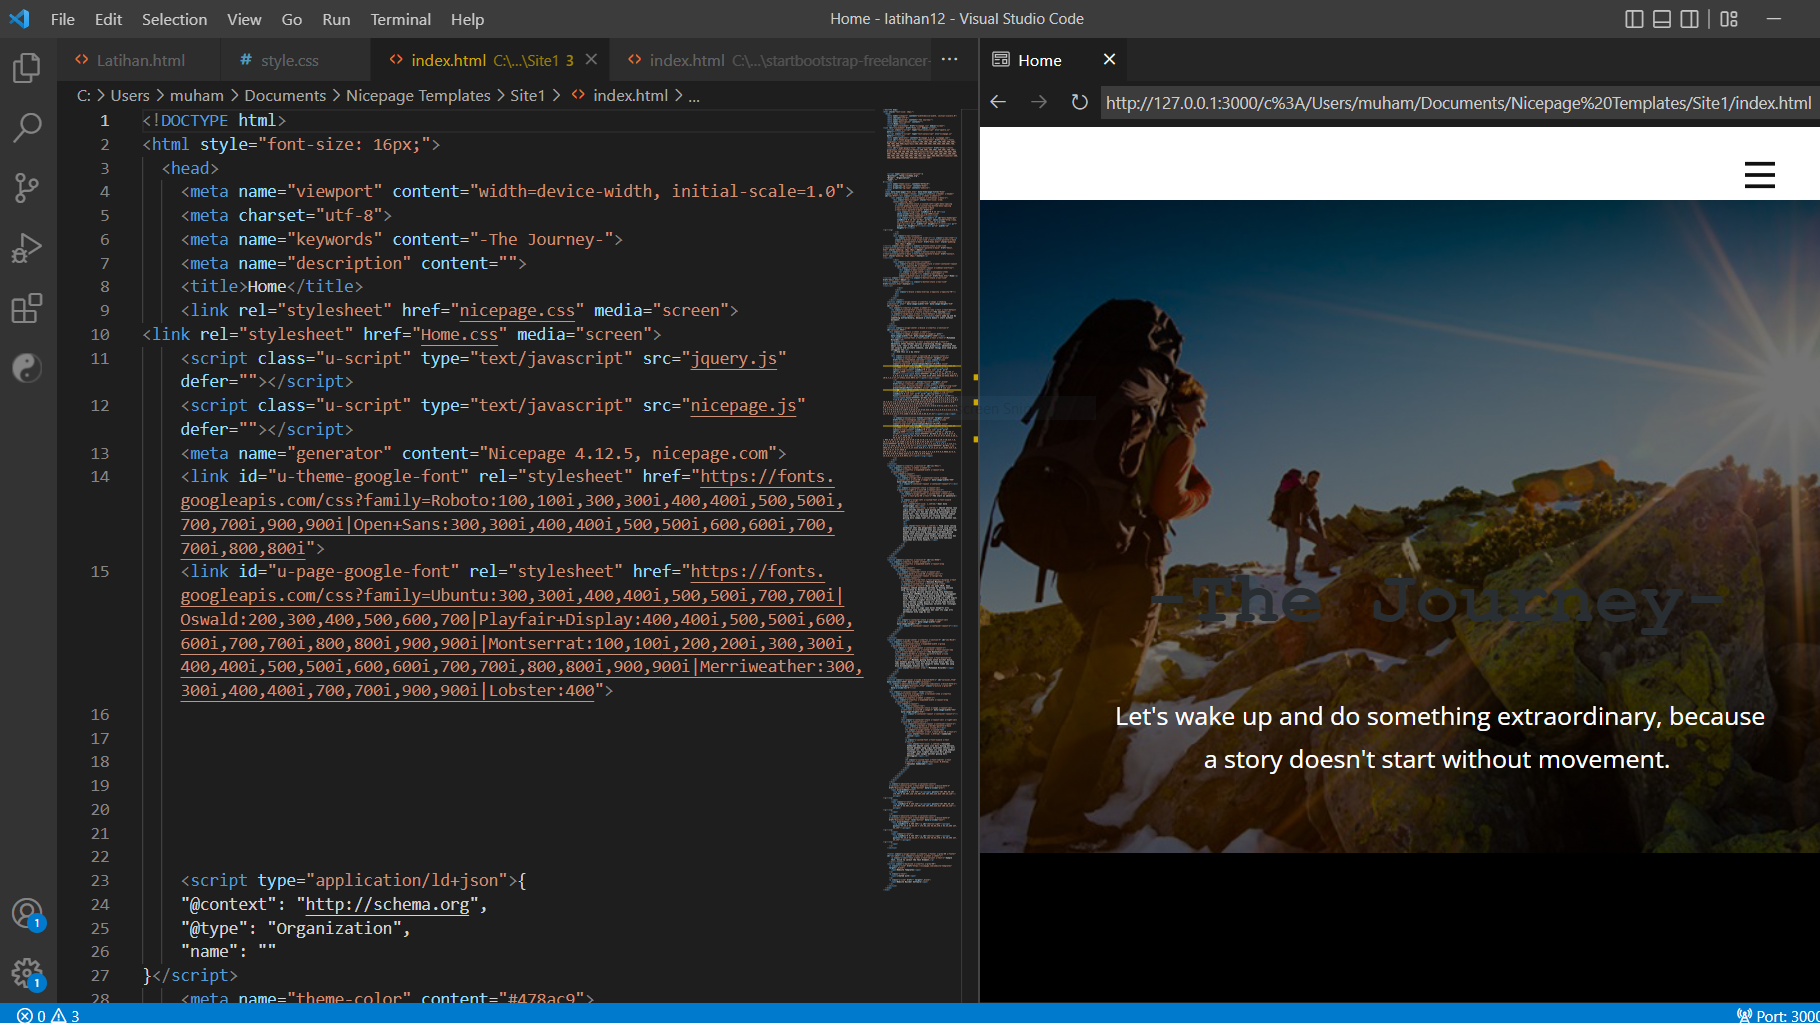 File Edit Selection View Go Run Terminal Help
Home - latihan12 - Visual Studio Code
Latihan.html
# style.css
index.html C:\...\Site1 3
index.html C:\...\startbootstrap-freelancer-
...
C: > Users > muham > Documents > Nicepage Templates > Site1 > index.html > ...
1 <!DOCTYPE html>
2 <html style="font-size: 16px;">
3 <head>
4 <meta name="viewport" content="width=device-width, initial-scale=1.0">
5 <meta charset="utf-8">
6 <meta name="keywords" content="-The Journey-">
7 <meta name="description" content="">
8 <title>Home</title>
9 <link rel="stylesheet" href="nicepage.css" media="screen">
10 <link rel="stylesheet" href="Home.css" media="screen">
11 <script class="u-script" type="text/javascript" src="jquery.js"
defer=""></script>
12 <script class="u-script" type="text/javascript" src="nicepage.js"
defer=""></script>
13 <meta name="generator" content="Nicepage 4.12.5, nicepage.com">
14 <link id="u-theme-google-font" rel="stylesheet" href="https://fonts.
googleapis.com/css?family=Roboto:100,100i,300,300i,400,400i,500,500i,
700,700i,900,900i|Open+Sans:300,300i,400,400i,500,500i,600,600i,700,
700i,800,800i">
15 <link id="u-page-google-font" rel="stylesheet" href="https://fonts.
googleapis.com/css?family=Ubuntu:300,300i,400,400i,500,500i,700,700i|
Oswald:200,300,400,500,600,700|Playfair+Display:400,400i,500,500i,600,
600i,700,700i,800,800i,900,900i|Montserrat:100,100i,200,200i,300,300i,
400,400i,500,500i,600,600i,700,700i,800,800i,900,900i|Merriweather:300,
300i,400,400i,700,700i,900,900i|Lobster:400">
16
17
18
19
20
21
22
23 <script type="application/ld+json">{
24 "@context": "http://schema.org",
25 "@type": "Organization",
26 "name": ""
27 }</script>
28 <meta name="theme-color" content="#478ac9">
1
1
0 3
Home
http://127.0.0.1:3000/c%3A/Users/muham/Documents/Nicepage%20Templates/Site1/index.html
-The Journey-
Let's wake up and do something extraordinary, because
a story doesn't start without movement.
Port: 3000